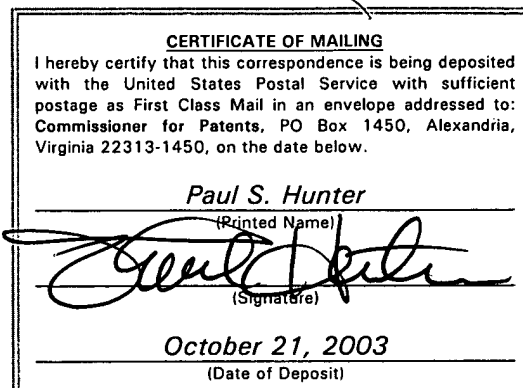 CERTIFICATE OF MAILING
I hereby certify that this correspondence is being deposited
with the United States Postal Service with sufficient
postage as First Class Mail in an envelope addressed to:
Commissioner for Patents, PO Box 1450, Alexandria,
Virginia 22313-1450, on the date below.
Paul S. Hunter
(Printed Name)
(Signature)
October 21, 2003
(Date of Deposit)